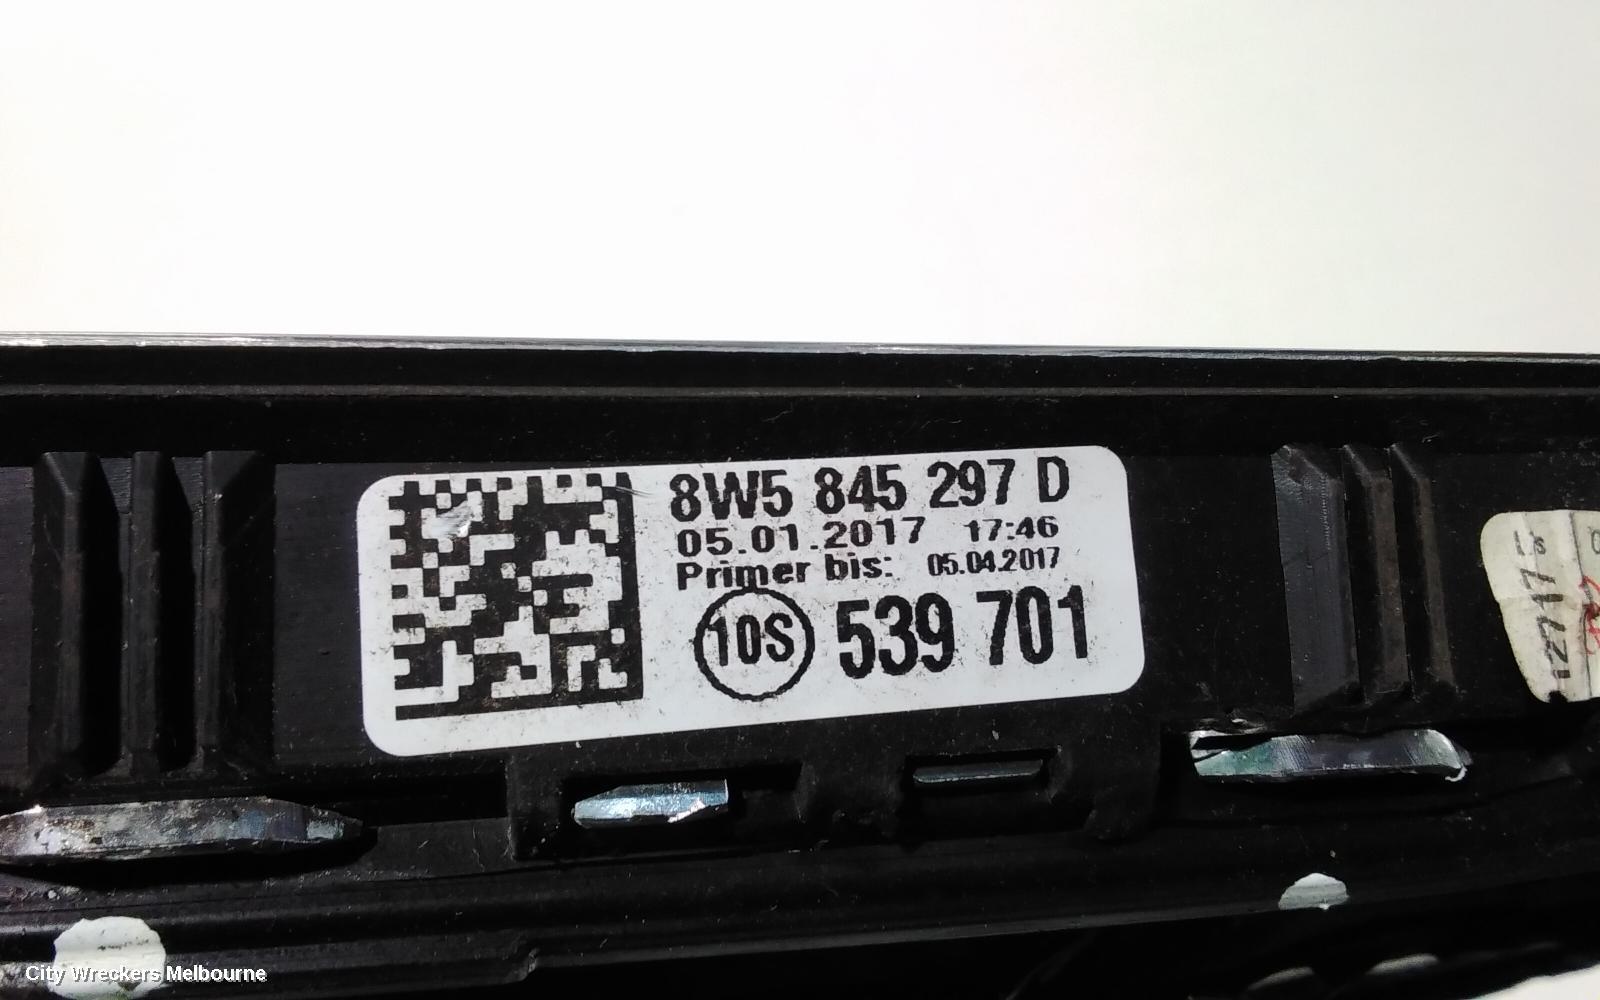 8W5 845 297 D
05.01.2017 17:46
Primer bis: 05.04.2017
10S 539 701
City Wreckers Melbourne